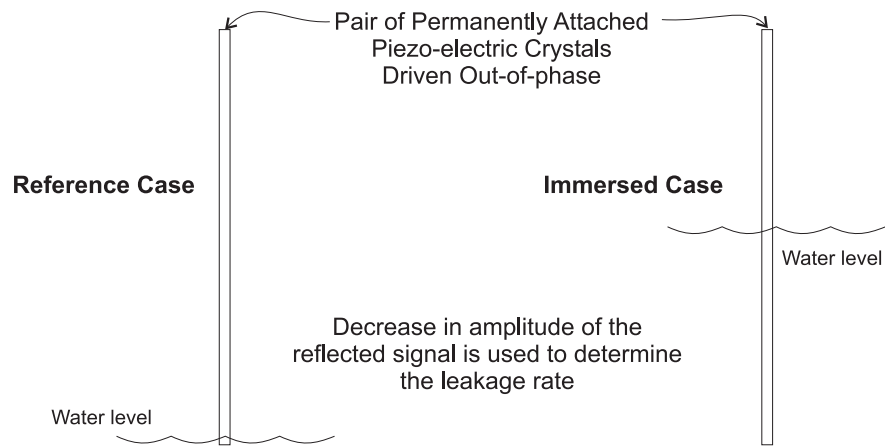 Pair of Permanently Attached
Piezo-electric Crystals
Driven Out-of-phase
Reference Case
Immersed Case
Water level
Decrease in amplitude of the
reflected signal is used to determine
the leakage rate
Water level